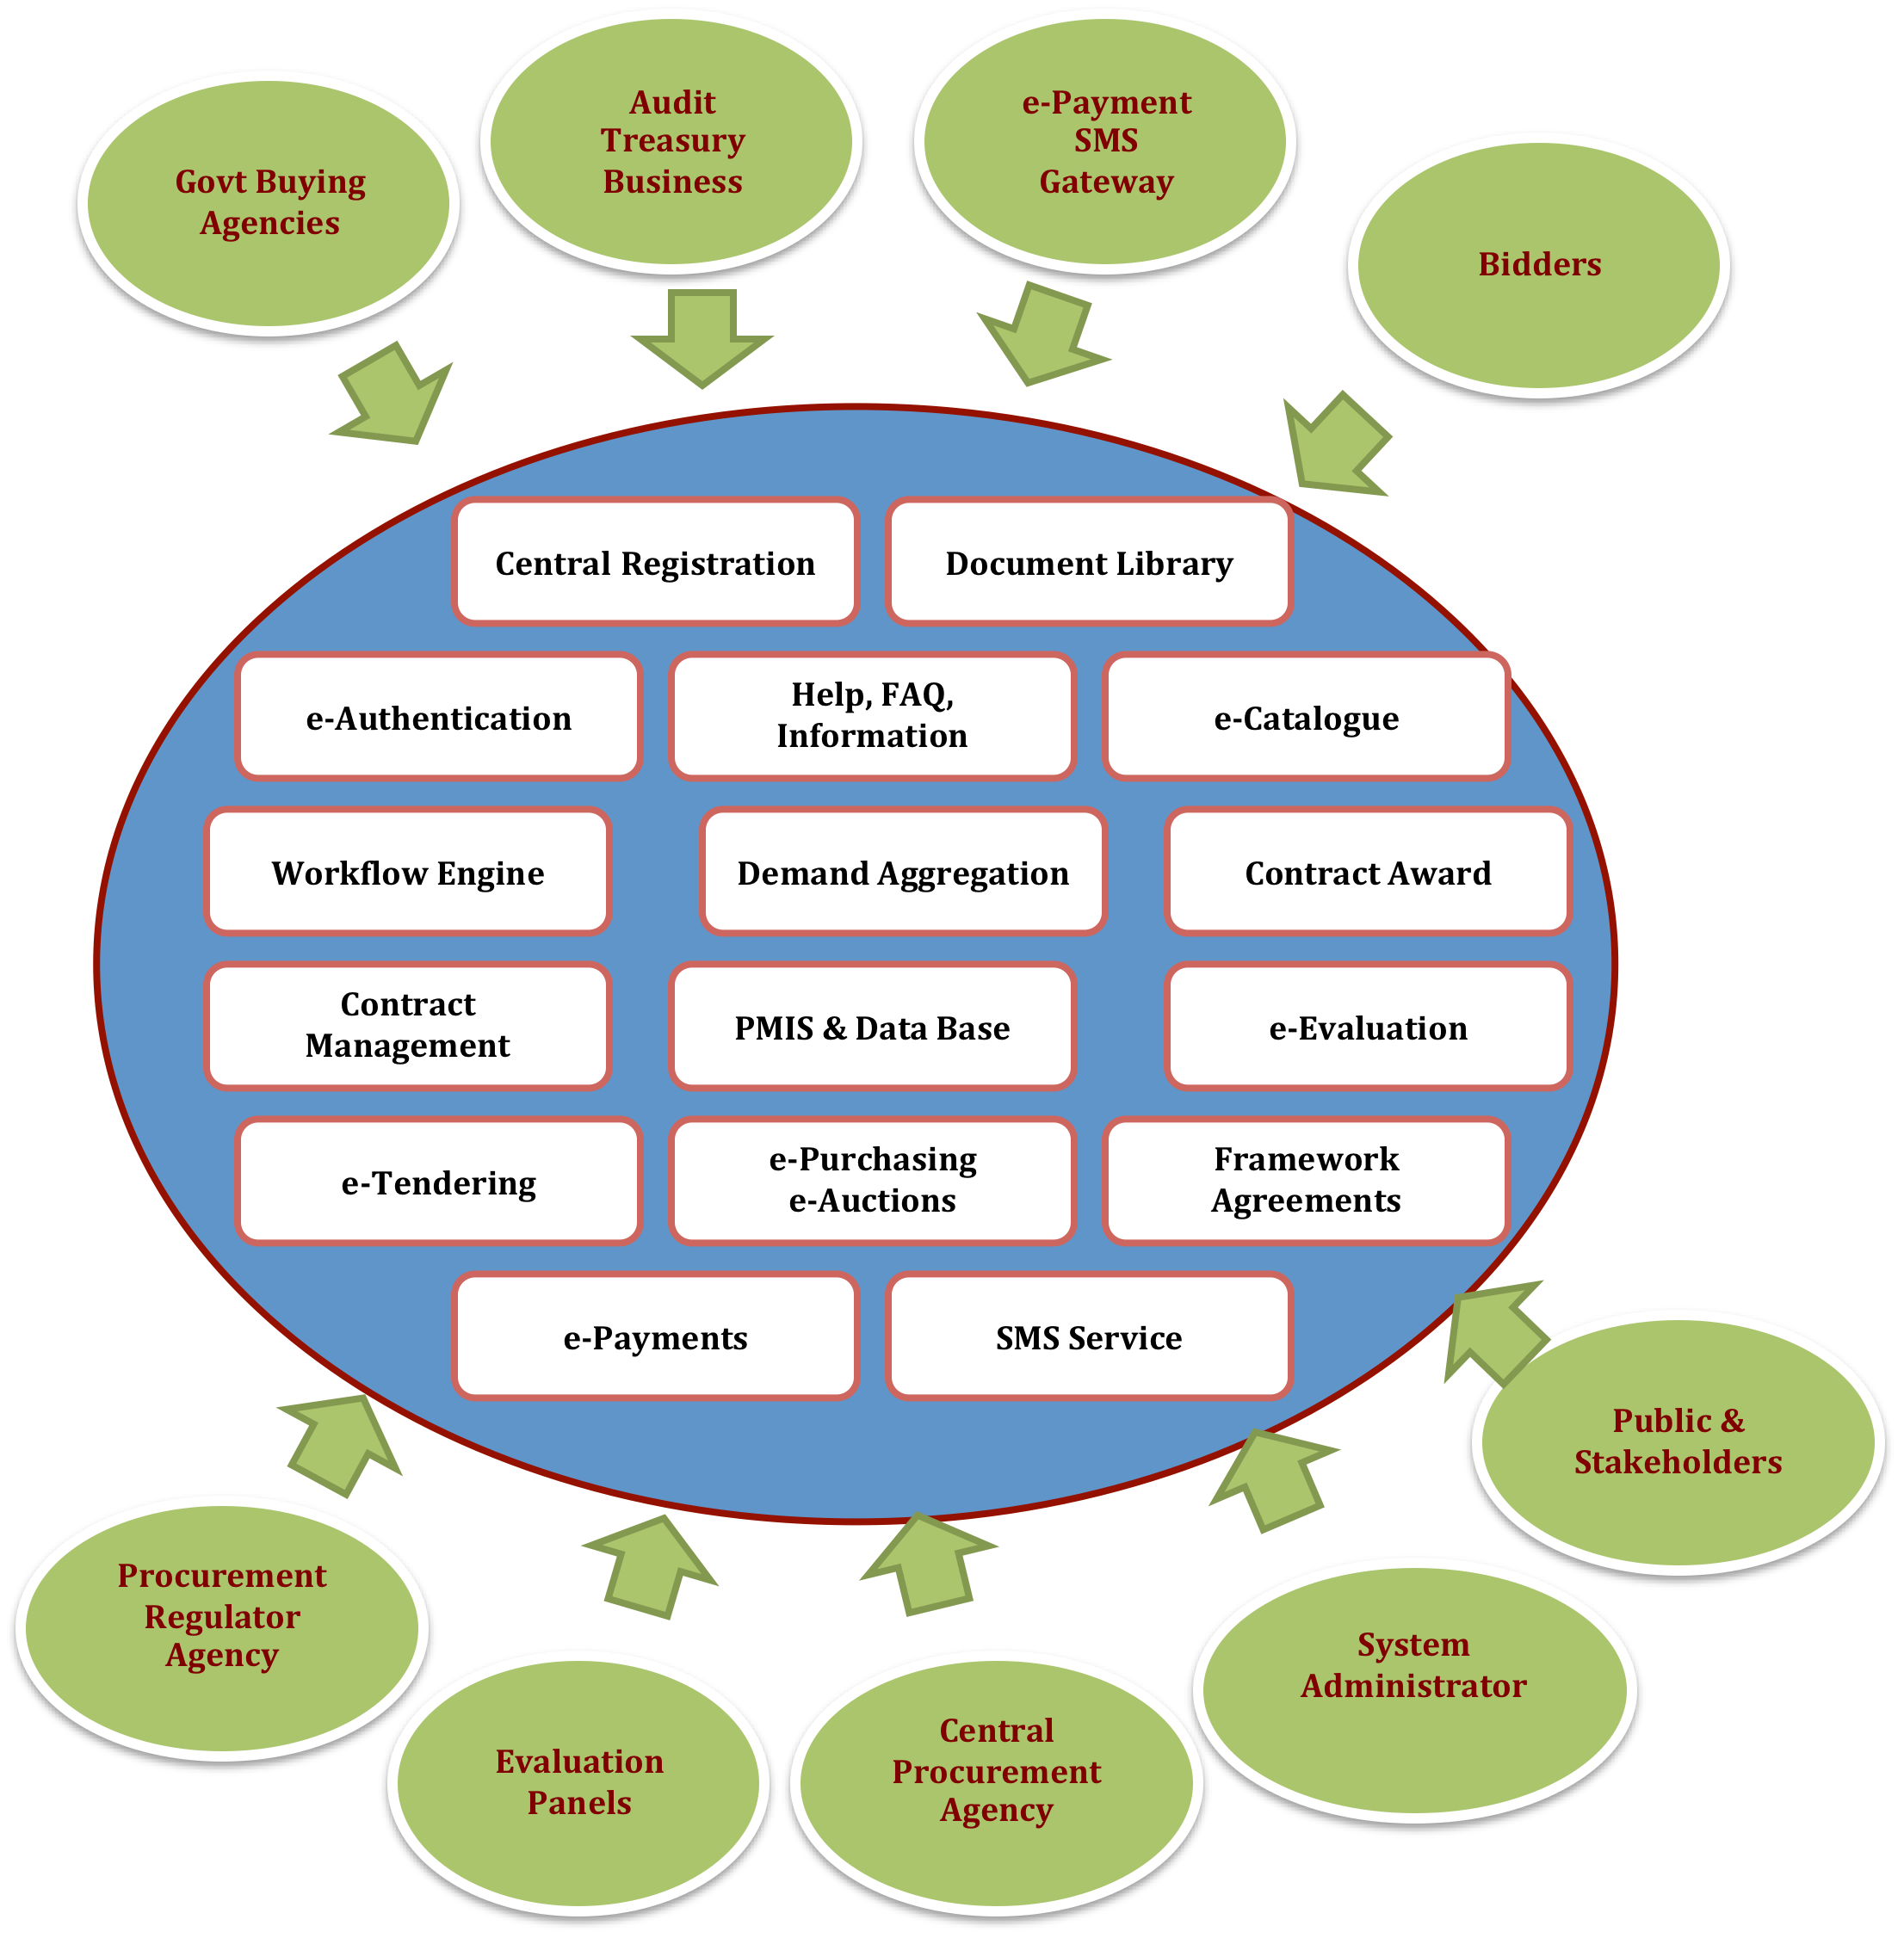 Govt Buying
Agencies
Audit
Treasury
Business
e-Payment
SMS
Gateway
Bidders
Central Registration
Document Library
e-Authentication
Help, FAQ,
Information
e-Catalogue
Workflow Engine
Demand Aggregation
Contract Award
Contract
Management
PMIS & Data Base
e-Evaluation
e-Tendering
e-Purchasing
e-Auctions
Framework
Agreements
e-Payments
SMS Service
Public &
Stakeholders
Procurement
Regulator
Agency
Evaluation
Panels
Central
Procurement
Agency
System
Administrator